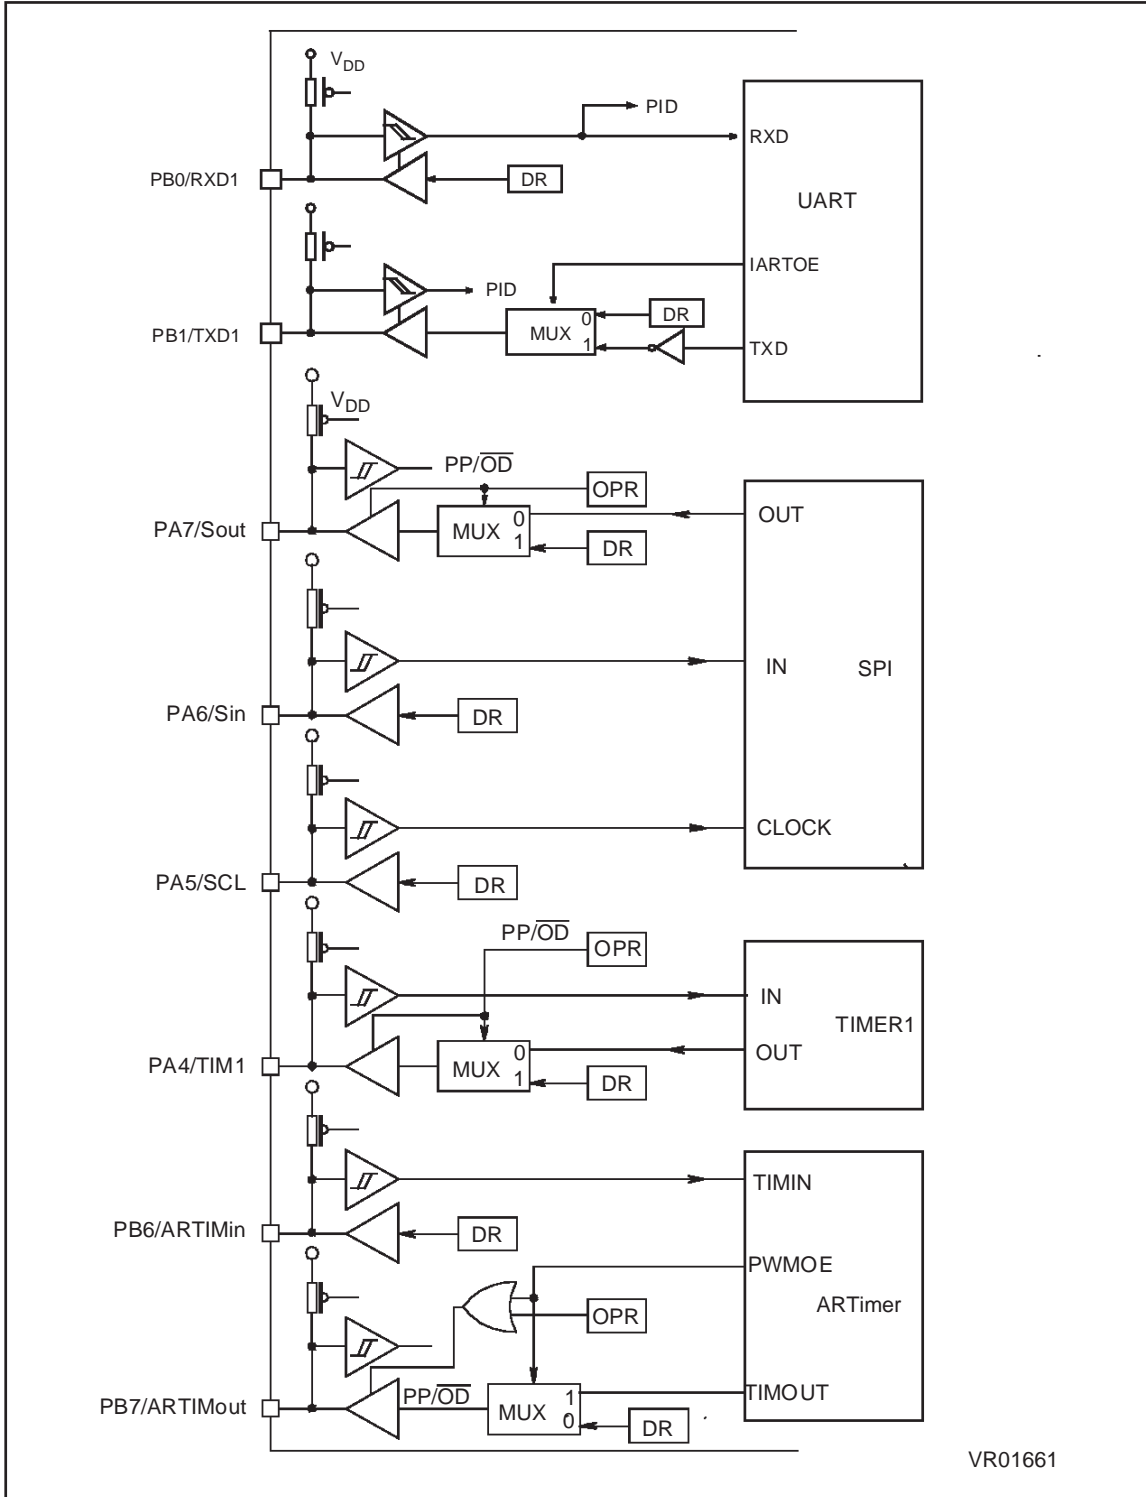 VDD
PID
RXD
PB0/RXD1
DR
UART
IARTOE
PID
DR
PB1/TXD1
MUX
0
1
TXD
VDD
PP/OD
OPR
PA7/Sout
MUX
0
1
OUT
DR
IN
SPI
PA6/Sin
DR
CLOCK
PA5/SCL
DR
PP/OD
OPR
IN
TIMER1
PA4/TIM1
MUX
0
1
OUT
DR
TIMIN
PB6/ARTIMin
DR
PWMOE
ARTimer
OPR
PB7/ARTIMout
PP/OD
MUX
1
0
TIMOUT
DR
VR01661